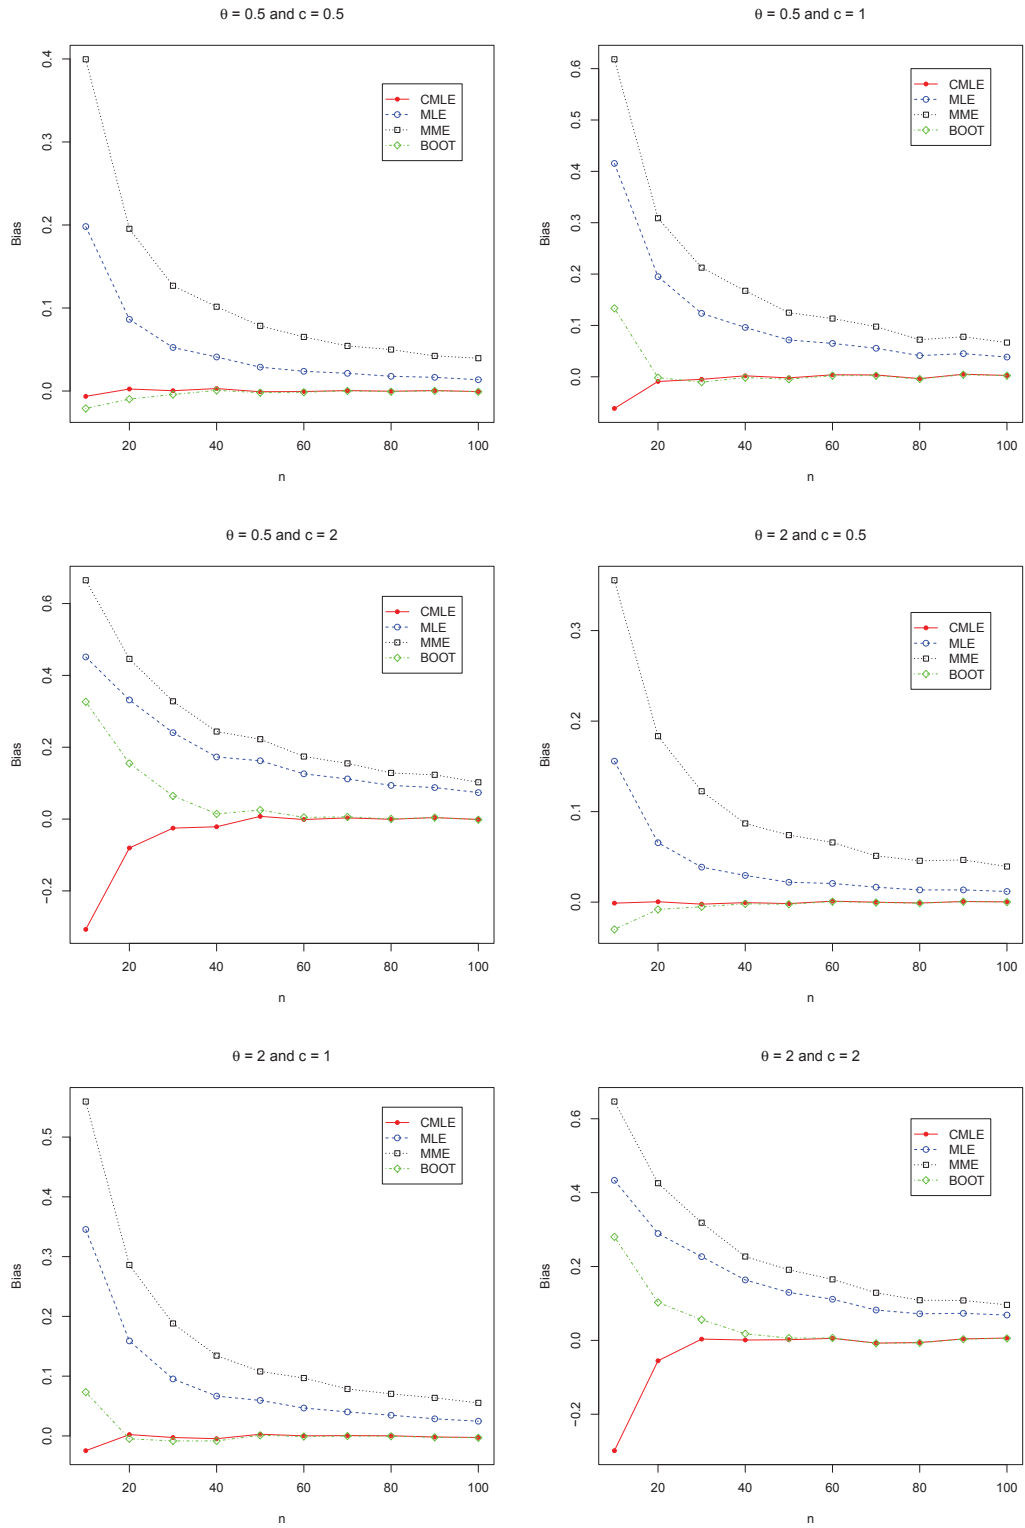 θ = 0.5 and c = 0.5
Bias
0.4
0.3
0.2
0.1
0.0
CMLE
MLE
MME
BOOT
20 40 60 80 100
n
θ = 0.5 and c = 1
Bias
0.6
0.5
0.4
0.3
0.2
0.1
0.0
CMLE
MLE
MME
BOOT
20 40 60 80 100
n
θ = 0.5 and c = 2
Bias
0.6
0.4
0.2
0.0
−0.2
CMLE
MLE
MME
BOOT
20 40 60 80 100
n
θ = 2 and c = 0.5
Bias
0.3
0.2
0.1
0.0
CMLE
MLE
MME
BOOT
20 40 60 80 100
n
θ = 2 and c = 1
Bias
0.5
0.4
0.3
0.2
0.1
0.0
CMLE
MLE
MME
BOOT
20 40 60 80 100
n
θ = 2 and c = 2
Bias
0.6
0.4
0.2
0.0
−0.2
CMLE
MLE
MME
BOOT
20 40 60 80 100
n